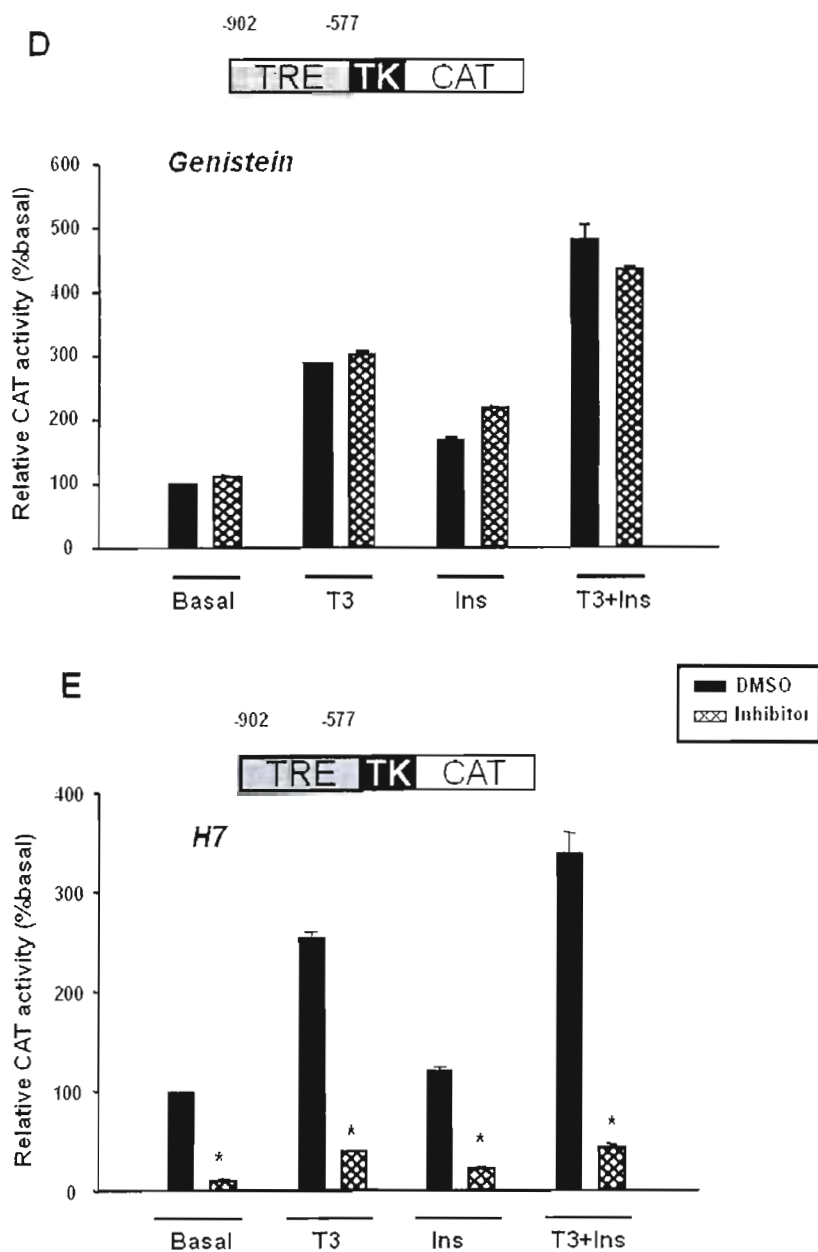 D
-902 -577
TRE TK CAT
Genistein
Relative CAT activity (%basal)
600
500
400
300
200
100
0
Basal T3 Ins T3+Ins
E
DMSO
Inhibitor
-902 -577
TRE TK CAT
H7
Relative CAT activity (%basal)
400
300
200
100
0
* * * *
Basal T3 Ins T3+Ins